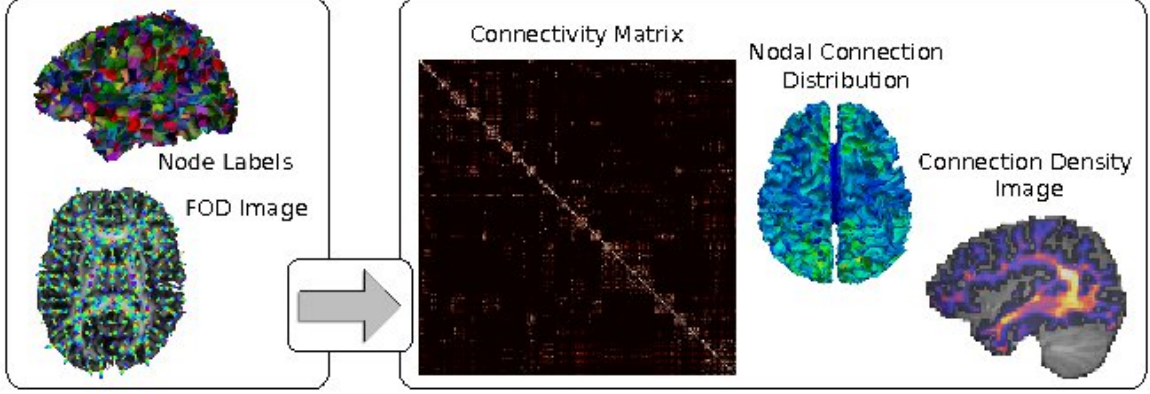 Node Labels
FOD Image
Connectivity Matrix
Nodal Connection
Distribution
Connection Density
Image